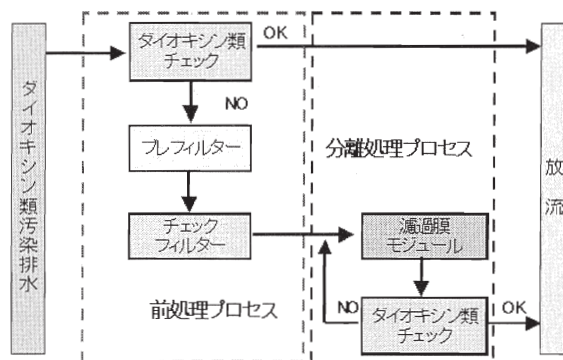 ダイオキシン類汚染排水
ダイオキシン類
チェック
OK
NO
プレフィルター
チェック
フィルター
前処理プロセス
分離処理プロセス
濾過膜
モジュール
NO
ダイオキシン類
チェック
OK
放流